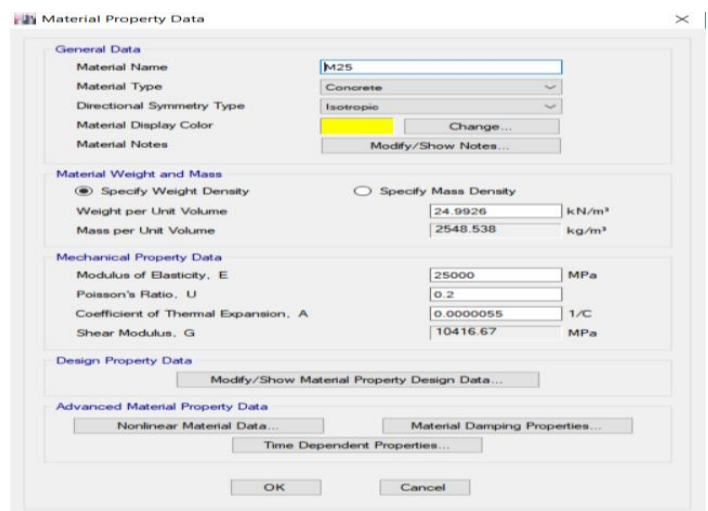 Material Property Data
General Data
Material Name M25
Material Type Concrete
Directional Symmetry Type Isotropic
Material Display Color Change...
Material Notes Modify/Show Notes...
Material Weight and Mass
Specify Weight Density Specify Mass Density
Weight per Unit Volume 24.9926 kN/m³
Mass per Unit Volume 2548.538 kg/m³
Mechanical Property Data
Modulus of Elasticity, E 25000 MPa
Poisson's Ratio, U 0.2
Coefficient of Thermal Expansion, A 0.0000055 1/C
Shear Modulus, G 10416.67 MPa
Design Property Data
Modify/Show Material Property Design Data...
Advanced Material Property Data
Nonlinear Material Data... Material Damping Properties...
Time Dependent Properties...
OK Cancel